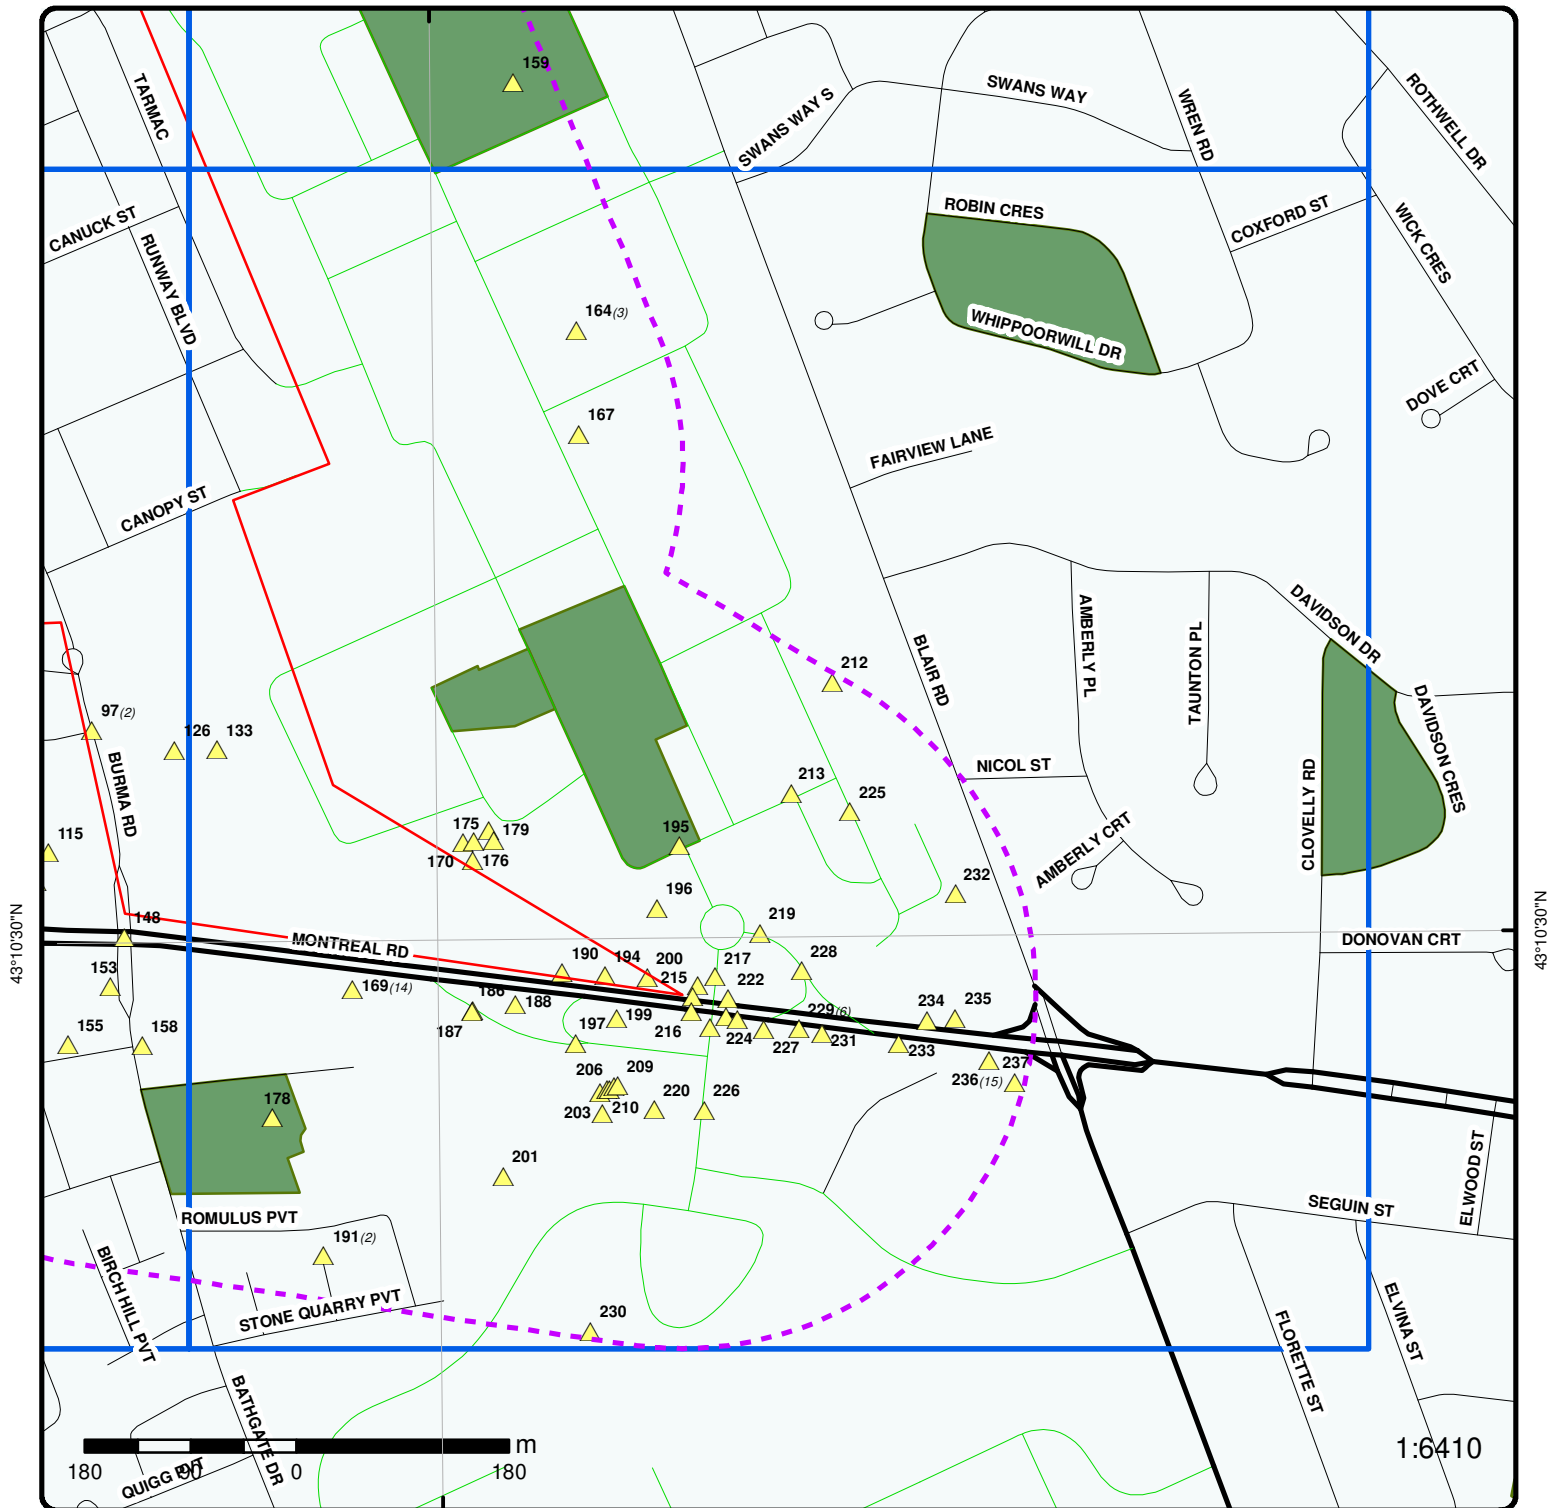 159
TARMAC
SWANS WAY
SWANS WAY S
WREN RD
ROTHWELL DR
CANUCK ST
RUNWAY BLVD
ROBIN CRES
COXFORD ST
WICK CRES
164(3)
WHIPPOORWILL DR
DOVE CRT
167
FAIRVIEW LANE
CANOPY ST
DAVIDSON DR
AMBERLY PL
TAUNTON PL
212
BLAIR RD
DAVIDSON CRES
97(2)
126
133
BURMA RD
213
225
NICOL ST
CLOVELLY RD
115
175
179
170
176
195
AMBERLY CRT
196
232
148
219
43°10'30"N
43°10'30"N
MONTREAL RD
DONOVAN CRT
190
194
200
217
228
153
169(14)
186
188
215
222
187
197
199
216
224
229(6)
227
231
234
235
233
155
158
206
209
236(15)
237
178
203
210
220
226
201
ELWOOD ST
ROMULUS PVT
SEGUIN ST
191(2)
BIRCH HILL PVT
STONE QUARRY PVT
230
FLORETTE ST
ELVINA ST
BATHGATE DR
QUIGG PVT
180
90
0
180
m
1:6410